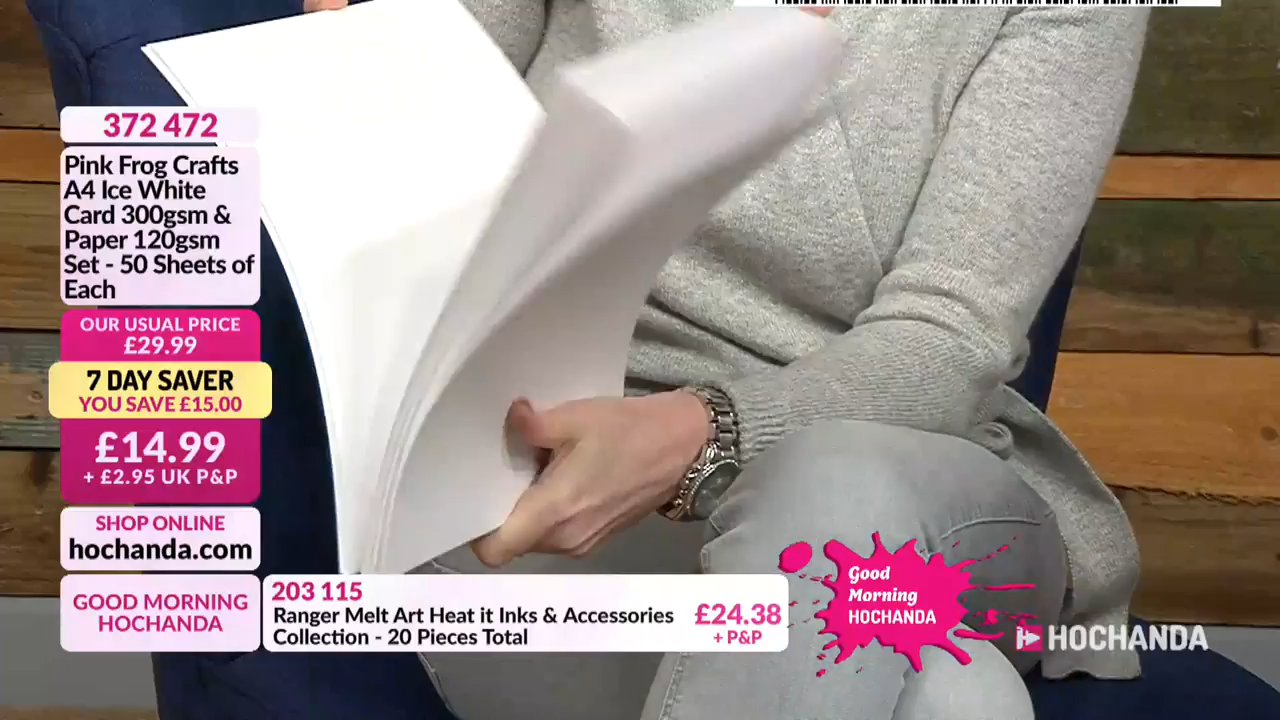 372 472
Pink Frog Crafts
A4 Ice White
Card 300gsm &
Paper 120gsm
Set - 50 Sheets of
Each
OUR USUAL PRICE
£29.99
7 DAY SAVER
YOU SAVE £15.00
£14.99
+ £2.95 UK P&P
SHOP ONLINE
hochanda.com
GOOD MORNING
HOCHANDA
203 115
Ranger Melt Art Heat it Inks & Accessories
Collection - 20 Pieces Total
£24.38
+ P&P
Good
Morning
HOCHANDA
HOCHANDA